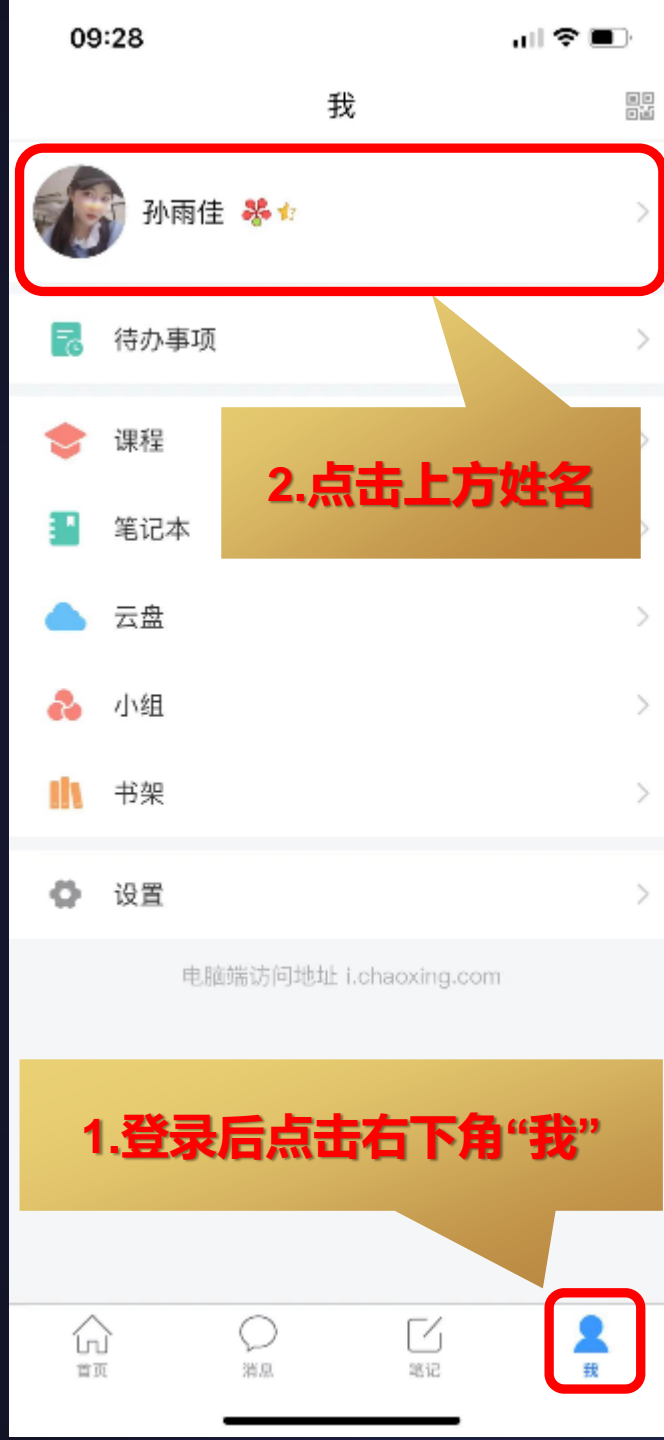 09:28
我
孙雨佳
待办事项
课程
2.点击上方姓名
笔记本
云盘
小组
书架
设置
电脑端访问地址 i.chaoxing.com
1.登录后点击右下角“我”
首页
消息
笔记
我